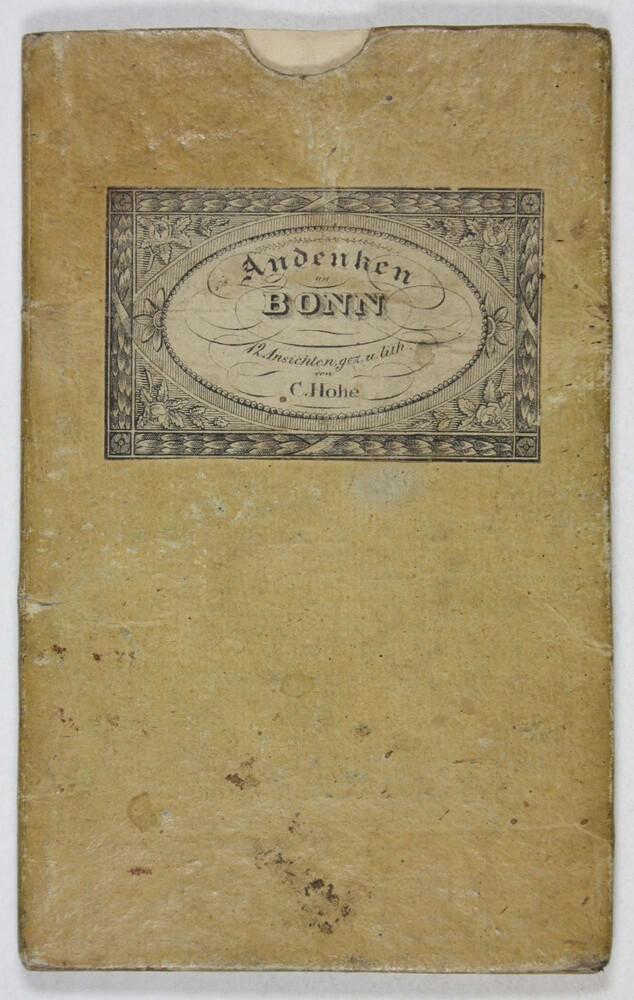 Andenken
an
BONN
12 Ansichten, gez. u. lith.
von
C. Hohe